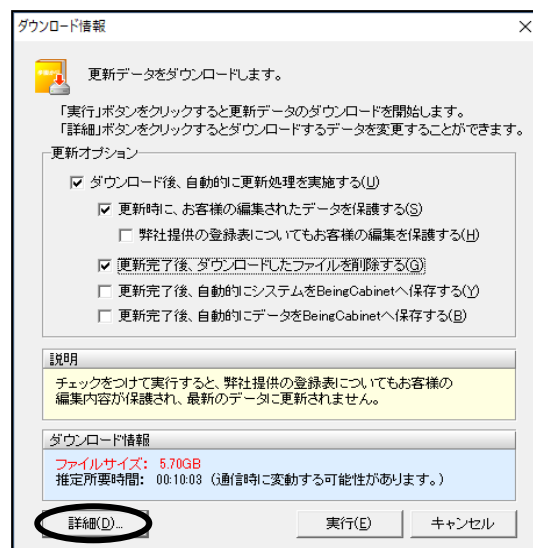 ダウンロード情報
更新データをダウンロードします。
「実行」ボタンをクリックすると更新データのダウンロードを開始します。
「詳細」ボタンをクリックするとダウンロードするデータを変更することができます。
更新オプション
ダウンロード後、自動的に更新処理を実施する(U)
更新時に、お客様の編集されたデータを保護する(S)
弊社提供の登録表についてもお客様の編集を保護する(H)
更新完了後、ダウンロードしたファイルを削除する(G)
更新完了後、自動的にシステムをBeingCabinetへ保存する(Y)
更新完了後、自動的にデータをBeingCabinetへ保存する(B)
説明
チェックをつけて実行すると、弊社提供の登録表についてもお客様の
編集内容が保護され、最新のデータに更新されません。
ダウンロード情報
ファイルサイズ: 5.70GB
推定所要時間: 00:10:03 (通信時に変動する可能性があります。)
詳細(D)... 実行(E) キャンセル